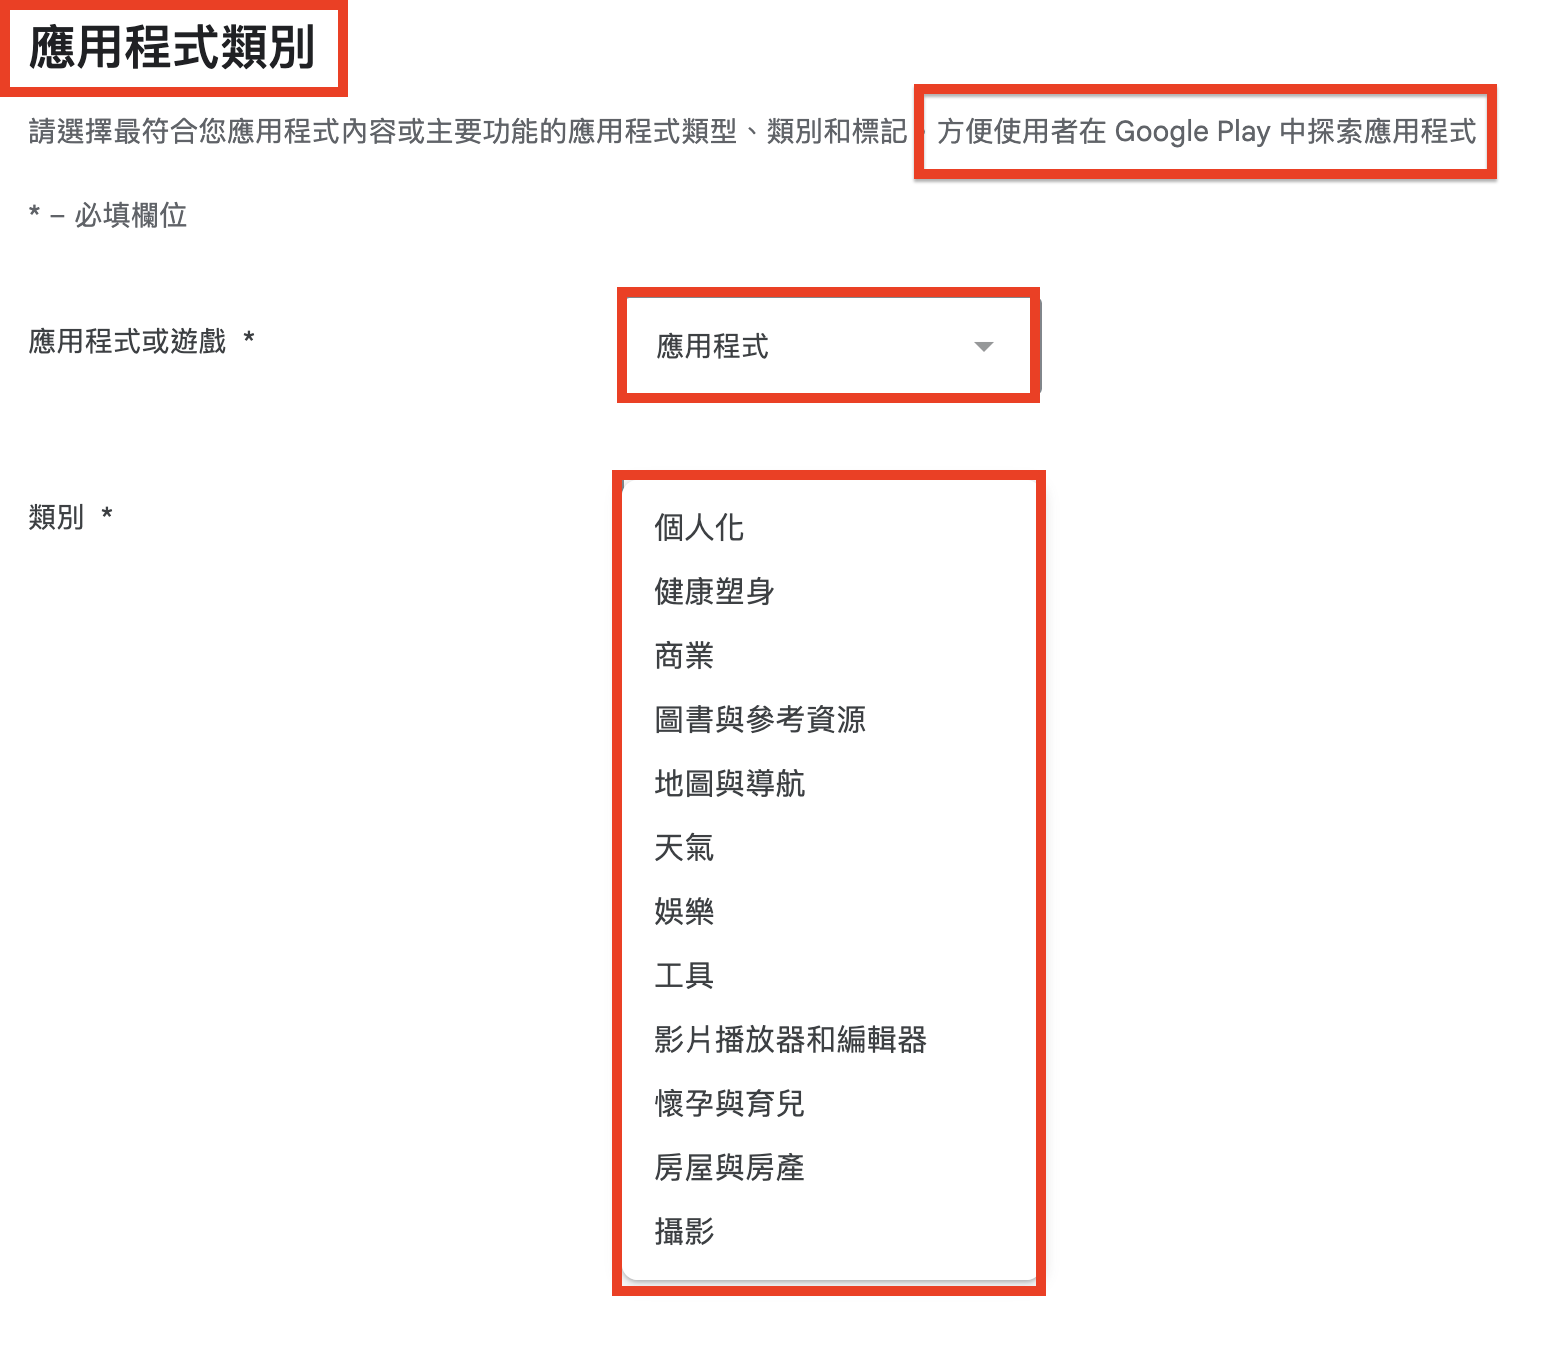 應用程式類別
請選擇最符合您應用程式內容或主要功能的應用程式類型、類別和標記，方便使用者在 Google Play 中探索應用程式
* – 必填欄位
應用程式或遊戲 *
應用程式
類別 *
個人化
健康塑身
商業
圖書與參考資源
地圖與導航
天氣
娛樂
工具
影片播放器和編輯器
懷孕與育兒
房屋與房產
攝影